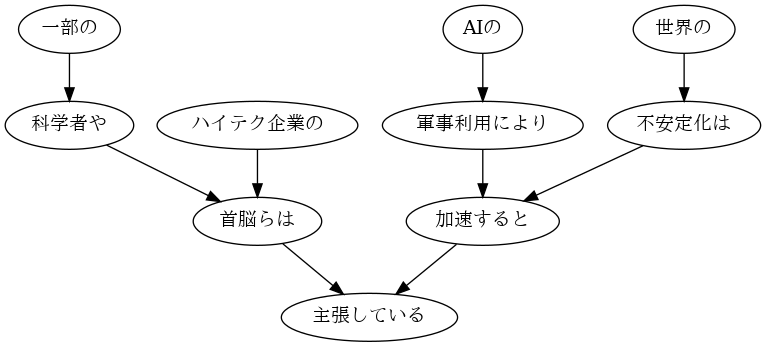 一部の AIの 世界の
科学者や ハイテク企業の 軍事利用により 不安定化は
首脳らは 加速すると
主張している